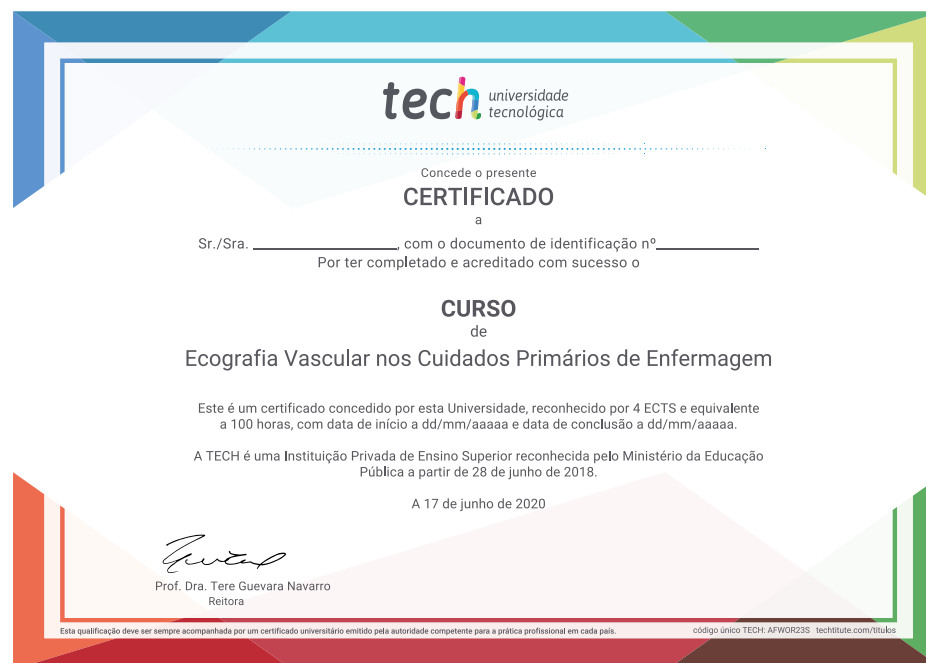 tech universidade
tecnológica
Concede o presente
CERTIFICADO
a
Sr./Sra. ____________________, com o documento de identificação nº______________
Por ter completado e acreditado com sucesso o
CURSO
de
Ecografia Vascular nos Cuidados Primários de Enfermagem
Este é um certificado concedido por esta Universidade, reconhecido por 4 ECTS e equivalente
a 100 horas, com data de início a dd/mm/aaaaa e data de conclusão a dd/mm/aaaaa.
A TECH é uma Instituição Privada de Ensino Superior reconhecida pelo Ministério da Educação
Pública a partir de 28 de junho de 2018.
A 17 de junho de 2020
Prof. Dra. Tere Guevara Navarro
Reitora
Esta qualificação deve ser sempre acompanhada por um certificado universitário emitido pela autoridade competente para a prática profissional em cada país.
código único TECH: AFWOR23S techtitute.com/titulos